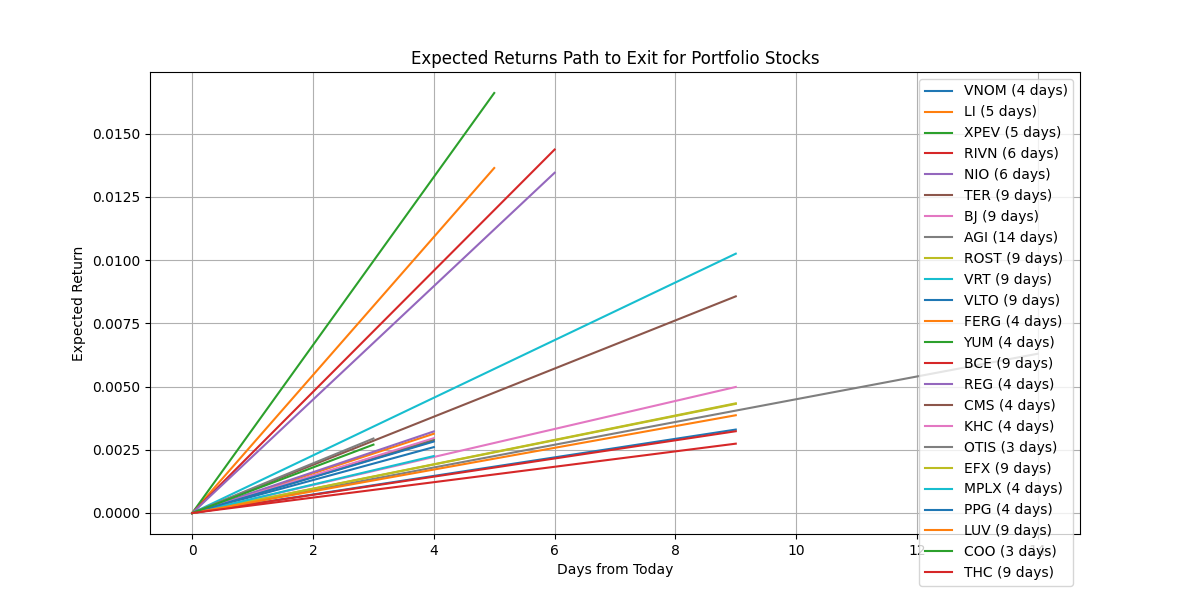 Expected Returns Path to Exit for Portfolio Stocks
Expected Return
0.0150
0.0125
0.0100
0.0075
0.0050
0.0025
0.0000
0 2 4 6 8 10 12
Days from Today
VNOM (4 days)
LI (5 days)
XPEV (5 days)
RIVN (6 days)
NIO (6 days)
TER (9 days)
BJ (9 days)
AGI (14 days)
ROST (9 days)
VRT (9 days)
VLTO (9 days)
FERG (4 days)
YUM (4 days)
BCE (9 days)
REG (4 days)
CMS (4 days)
KHC (4 days)
OTIS (3 days)
EFX (9 days)
MPLX (4 days)
PPG (4 days)
LUV (9 days)
COO (3 days)
THC (9 days)